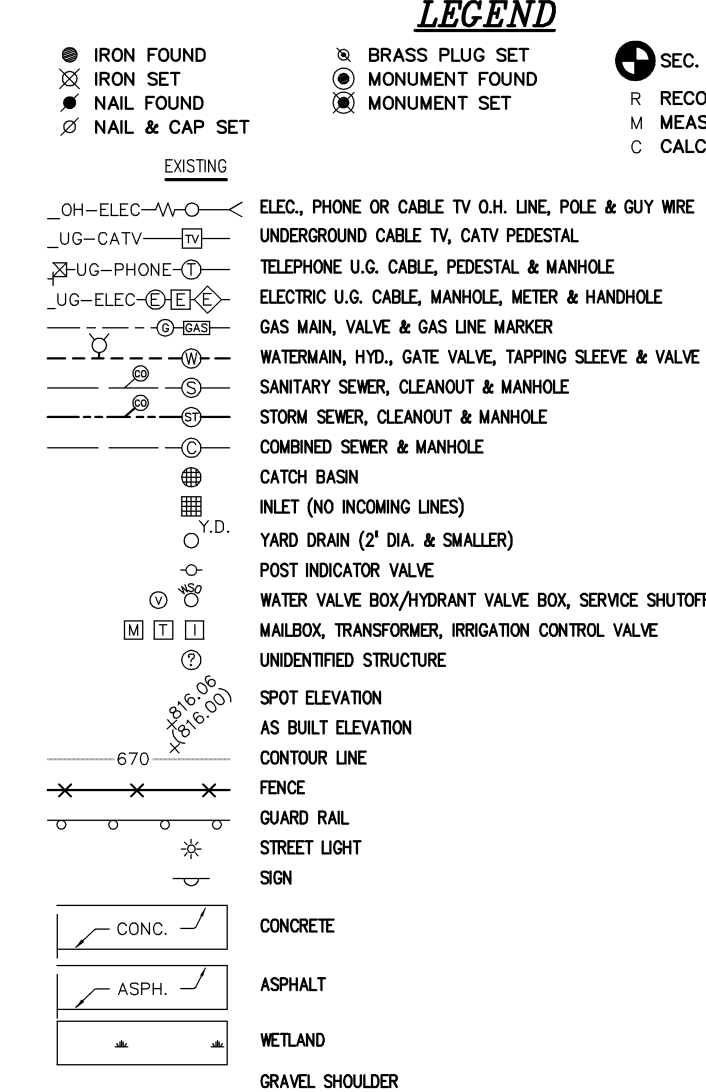 LEGEND
IRON FOUND BRASS PLUG SET SEC.
IRON SET MONUMENT FOUND R RECO
NAIL FOUND MONUMENT SET M MEAS
NAIL & CAP SET C CALC
EXISTING
_OH-ELEC ELEC., PHONE OR CABLE TV O.H. LINE, POLE & GUY WIRE
_UG-CATV TV UNDERGROUND CABLE TV, CATV PEDESTAL
UG-PHONE T TELEPHONE U.G. CABLE, PEDESTAL & MANHOLE
_UG-ELEC E E E ELECTRIC U.G. CABLE, MANHOLE, METER & HANDHOLE
G GAS GAS MAIN, VALVE & GAS LINE MARKER
W WATERMAIN, HYD., GATE VALVE, TAPPING SLEEVE & VALVE
CO S SANITARY SEWER, CLEANOUT & MANHOLE
CO ST STORM SEWER, CLEANOUT & MANHOLE
C COMBINED SEWER & MANHOLE
CATCH BASIN
INLET (NO INCOMING LINES)
Y.D. YARD DRAIN (2' DIA. & SMALLER)
POST INDICATOR VALVE
V WSO WATER VALVE BOX/HYDRANT VALVE BOX, SERVICE SHUTOFF
M T I MAILBOX, TRANSFORMER, IRRIGATION CONTROL VALVE
? UNIDENTIFIED STRUCTURE
816.06 SPOT ELEVATION
(816.00) AS BUILT ELEVATION
670 CONTOUR LINE
FENCE
GUARD RAIL
STREET LIGHT
SIGN
CONC. CONCRETE
ASPH. ASPHALT
WETLAND
GRAVEL SHOULDER